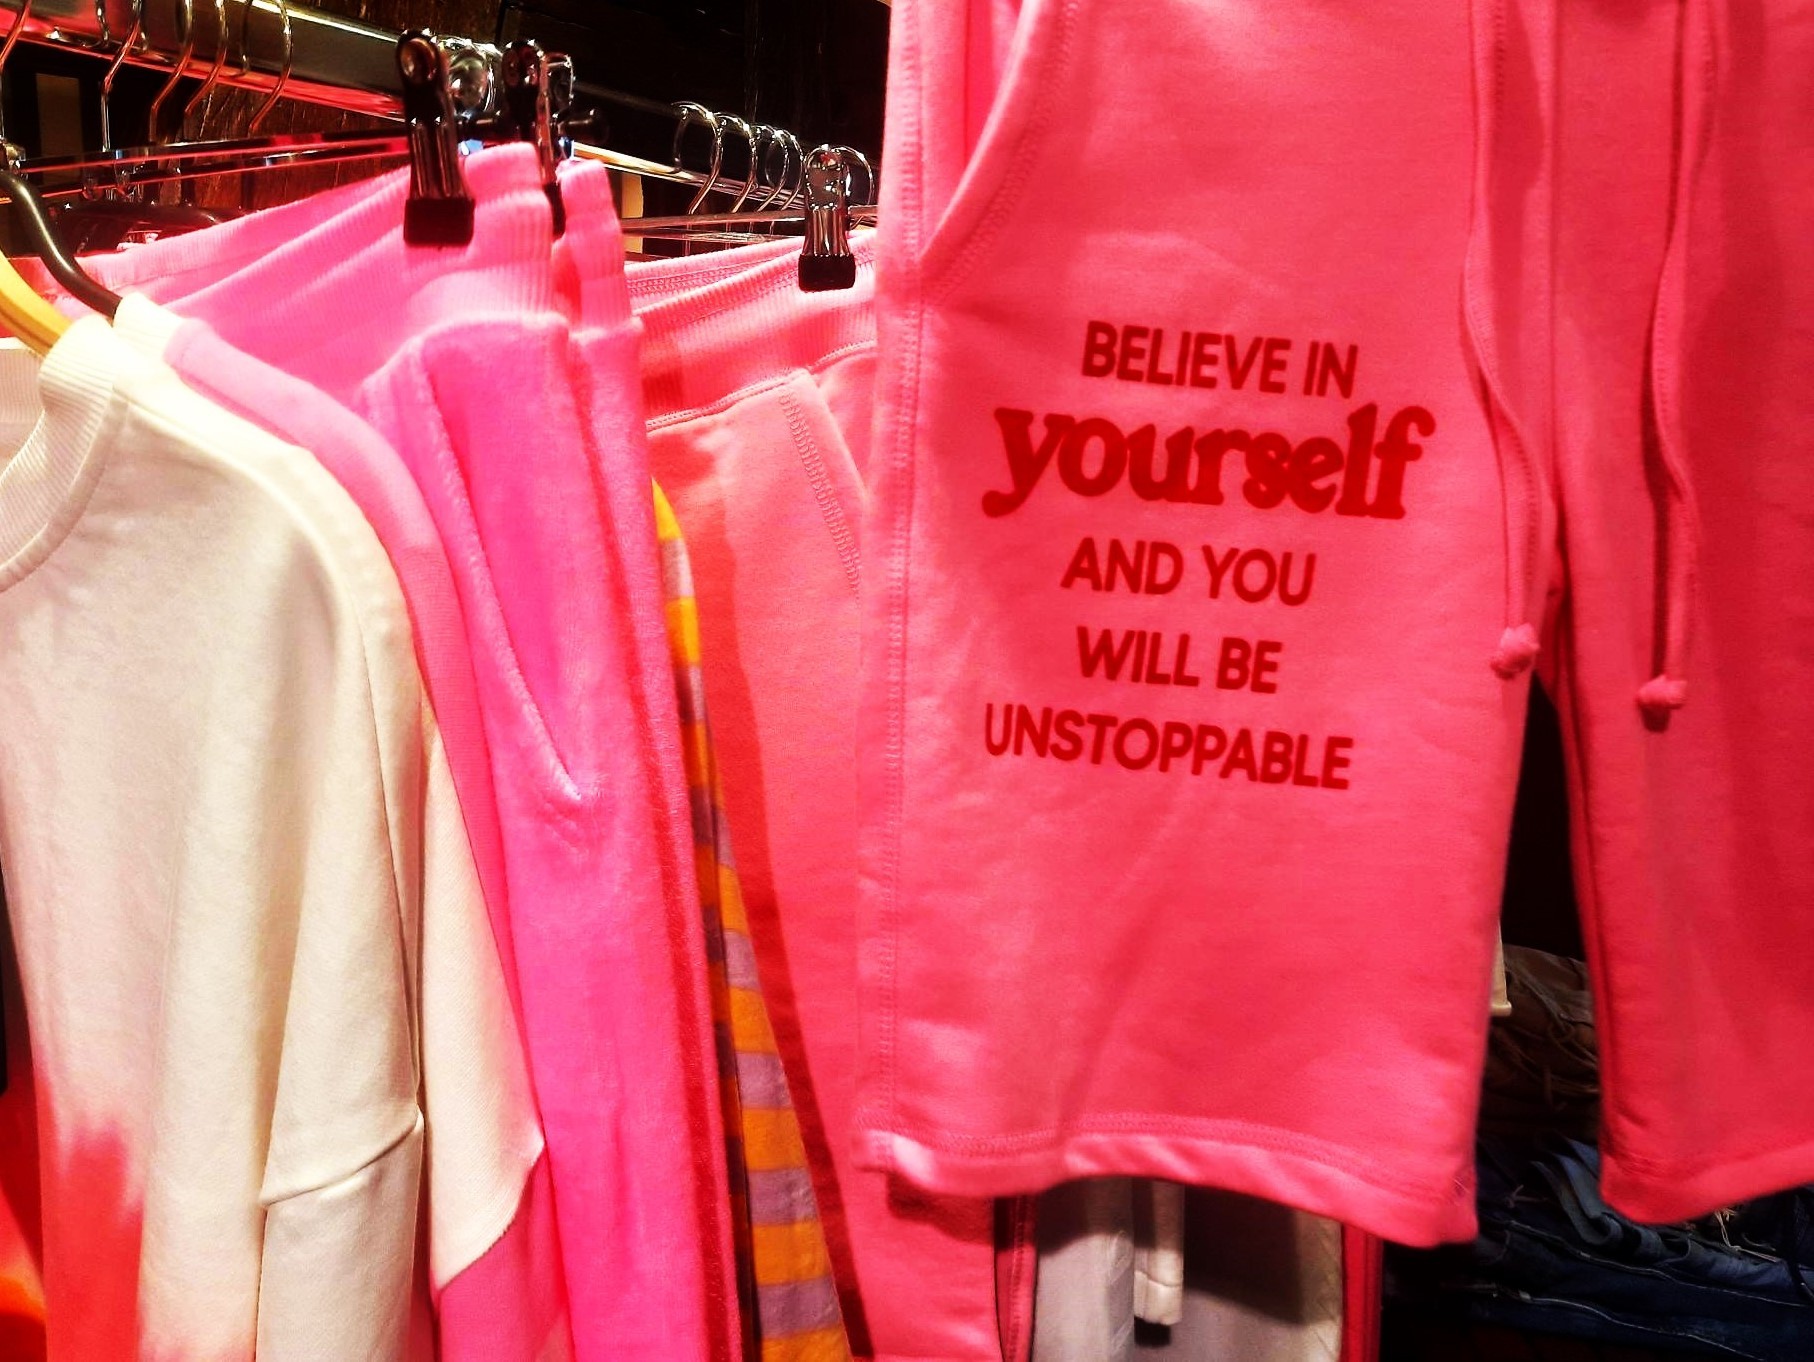 BELIEVE IN
yourself
AND YOU
WILL BE
UNSTOPPABLE